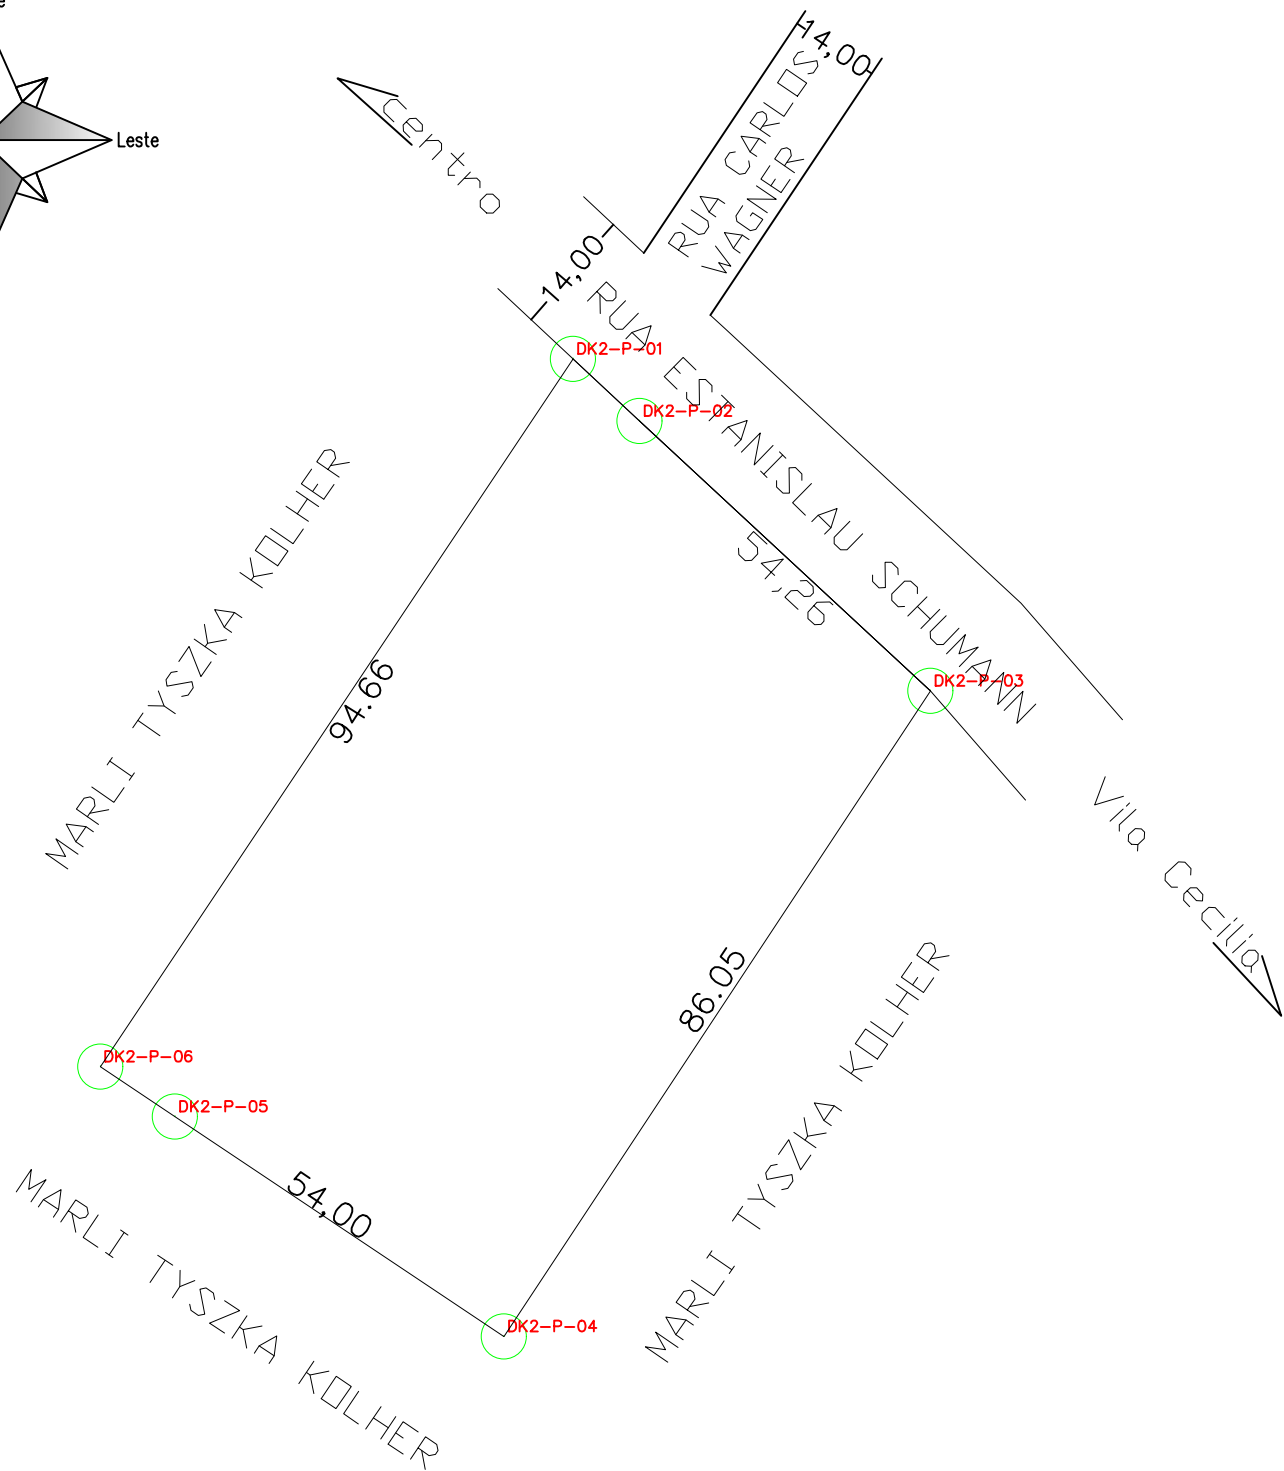 Leste
Centro
14,00
RUA CARLOS
WAGNER
14,00
RUA ESTANISLAU SCHUMANN
DK2-P-01
DK2-P-02
54,26
DK2-P-03
MARLI TYSZKA KOLHER
94.66
Vila Cecilia
86.05
MARLI TYSZKA KOLHER
DK2-P-06
DK2-P-05
54,00
DK2-P-04
MARLI TYSZKA KOLHER